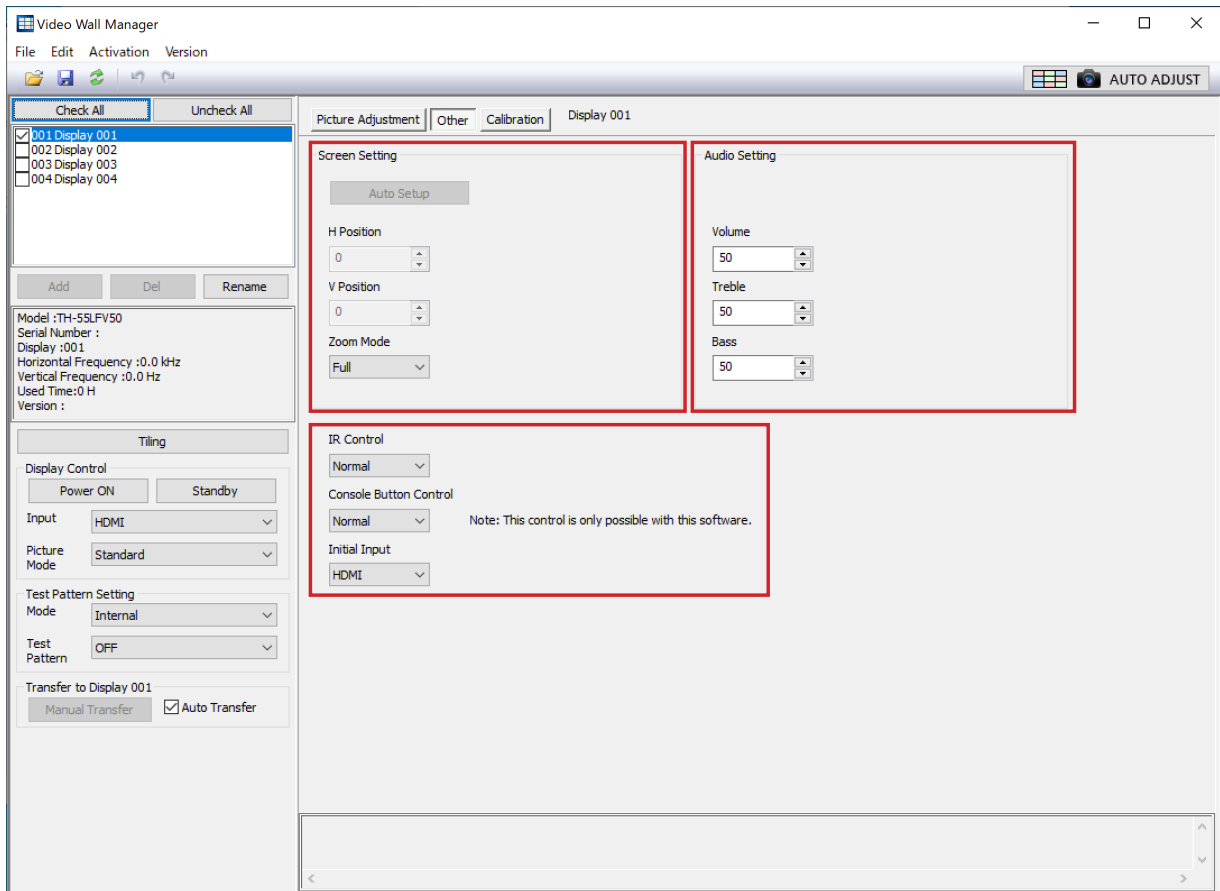 Video Wall Manager
File Edit Activation Version
AUTO ADJUST
Check All Uncheck All
001 Display 001
002 Display 002
003 Display 003
004 Display 004
Add Del Rename
Model :TH-55LFV50
Serial Number :
Display :001
Horizontal Frequency :0.0 kHz
Vertical Frequency :0.0 Hz
Used Time:0 H
Version :
Tiling
Display Control
Power ON Standby
Input HDMI
Picture Mode Standard
Test Pattern Setting
Mode Internal
Test Pattern OFF
Transfer to Display 001
Manual Transfer Auto Transfer
Picture Adjustment Other Calibration Display 001
Screen Setting
Auto Setup
H Position
0
V Position
0
Zoom Mode
Full
Audio Setting
Volume
50
Treble
50
Bass
50
IR Control
Normal
Console Button Control
Normal Note: This control is only possible with this software.
Initial Input
HDMI